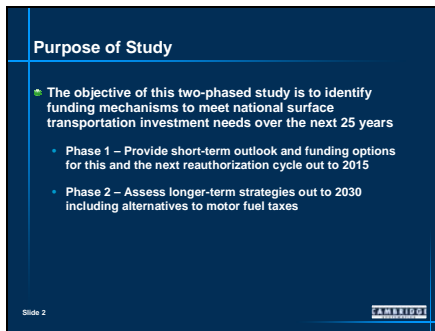 Purpose of Study
The objective of this two-phased study is to identify
funding mechanisms to meet national surface
transportation investment needs over the next 25 years
Phase 1 – Provide short-term outlook and funding options
for this and the next reauthorization cycle out to 2015
Phase 2 – Assess longer-term strategies out to 2030
including alternatives to motor fuel taxes
Slide 2
CAMBRIDGE